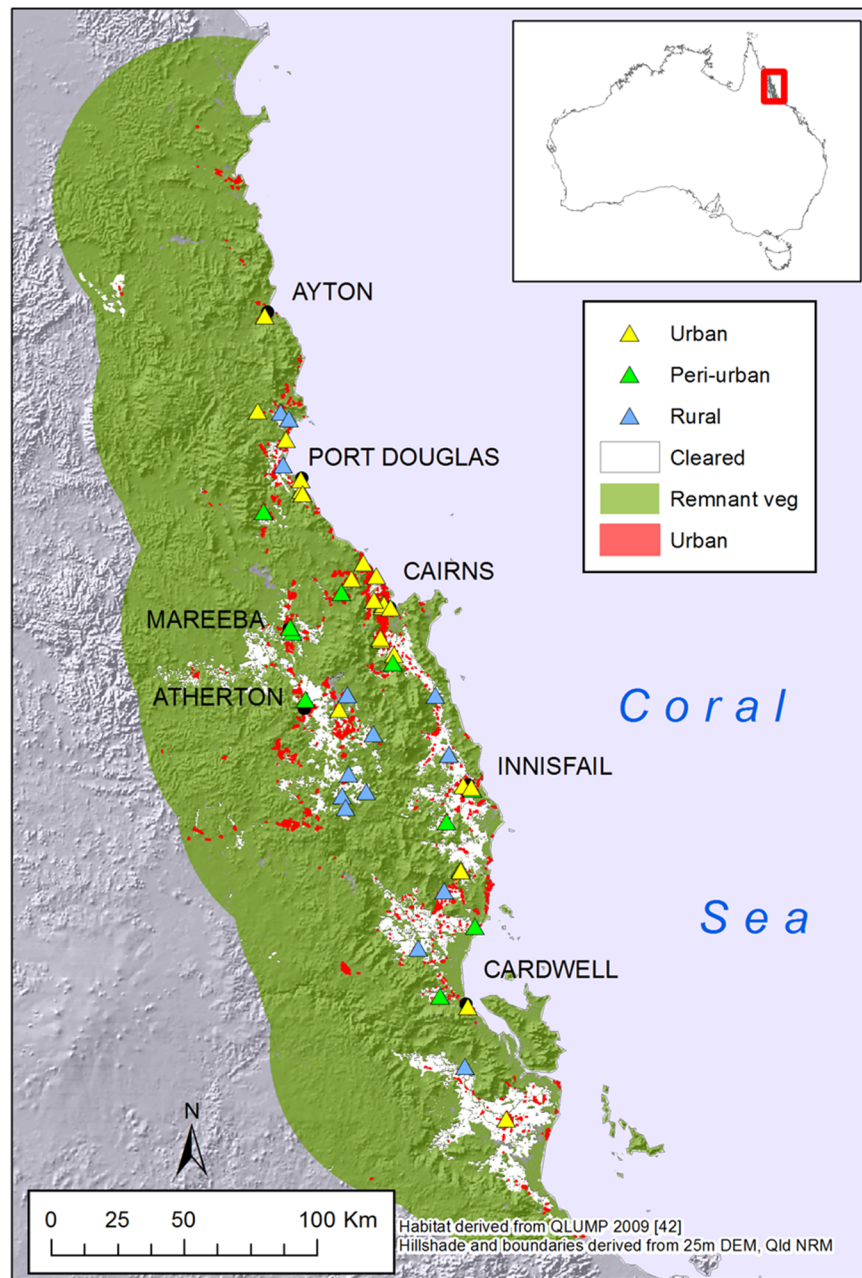 AYTON
Urban
Peri-urban
Rural
Cleared
Remnant veg
Urban
PORT DOUGLAS
CAIRNS
MAREEBA
ATHERTON
Coral
INNISFAIL
Sea
CARDWELL
N
0 25 50 100 Km
Habitat derived from QLUMP 2009 [42]
Hillshade and boundaries derived from 25m DEM, Qld NRM